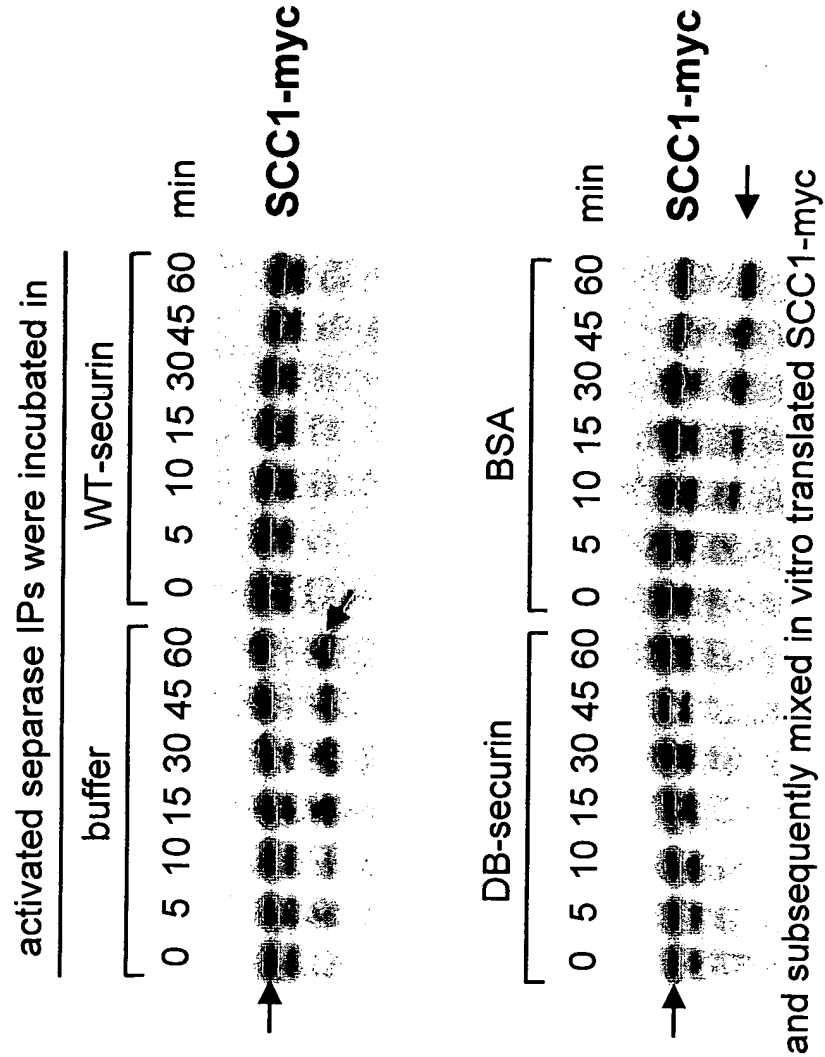 activated separase IPs were incubated in
buffer WT-securin
0 5 10 15 30 45 60 0 5 10 15 30 45 60 min
SCC1-myc
DB-securin BSA
0 5 10 15 30 45 60 0 5 10 15 30 45 60 min
SCC1-myc
and subsequently mixed in vitro translated SCC1-myc